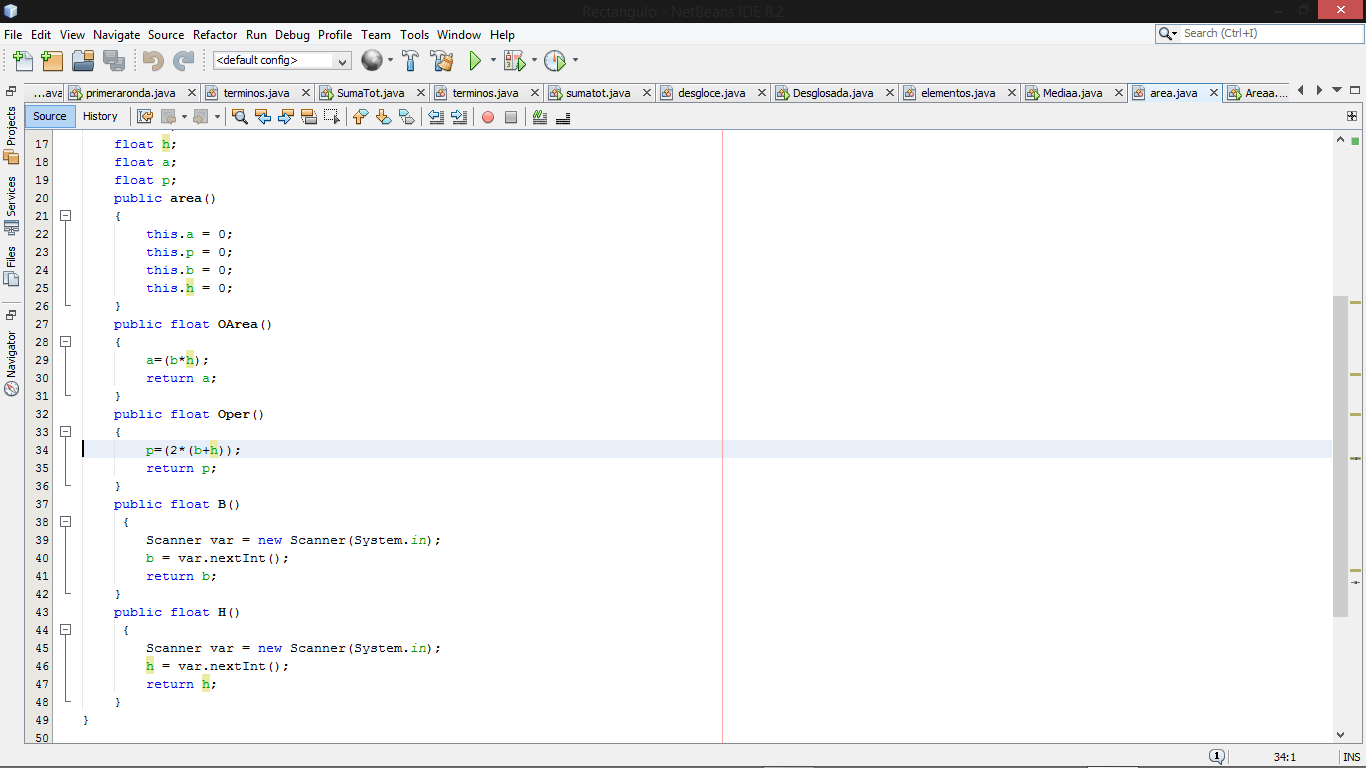 Rectangulo - NetBeans IDE 8.2
File Edit View Navigate Source Refactor Run Debug Profile Team Tools Window Help
Search (Ctrl+I)
<default config>
...ava primeraronda.java terminos.java SumaTot.java terminos.java sumatot.java desgloce.java Desglosada.java elementos.java Mediaa.java area.java Areaa....
Source History
Projects
Services
Files
Navigator
17 float h;
18 float a;
19 float p;
20 public area()
21 {
22 this.a = 0;
23 this.p = 0;
24 this.b = 0;
25 this.h = 0;
26 }
27 public float OArea()
28 {
29 a=(b*h);
30 return a;
31 }
32 public float Oper()
33 {
34 p=(2*(b+h));
35 return p;
36 }
37 public float B()
38 {
39 Scanner var = new Scanner(System.in);
40 b = var.nextInt();
41 return b;
42 }
43 public float H()
44 {
45 Scanner var = new Scanner(System.in);
46 h = var.nextInt();
47 return h;
48 }
49 }
50
1 34:1 INS